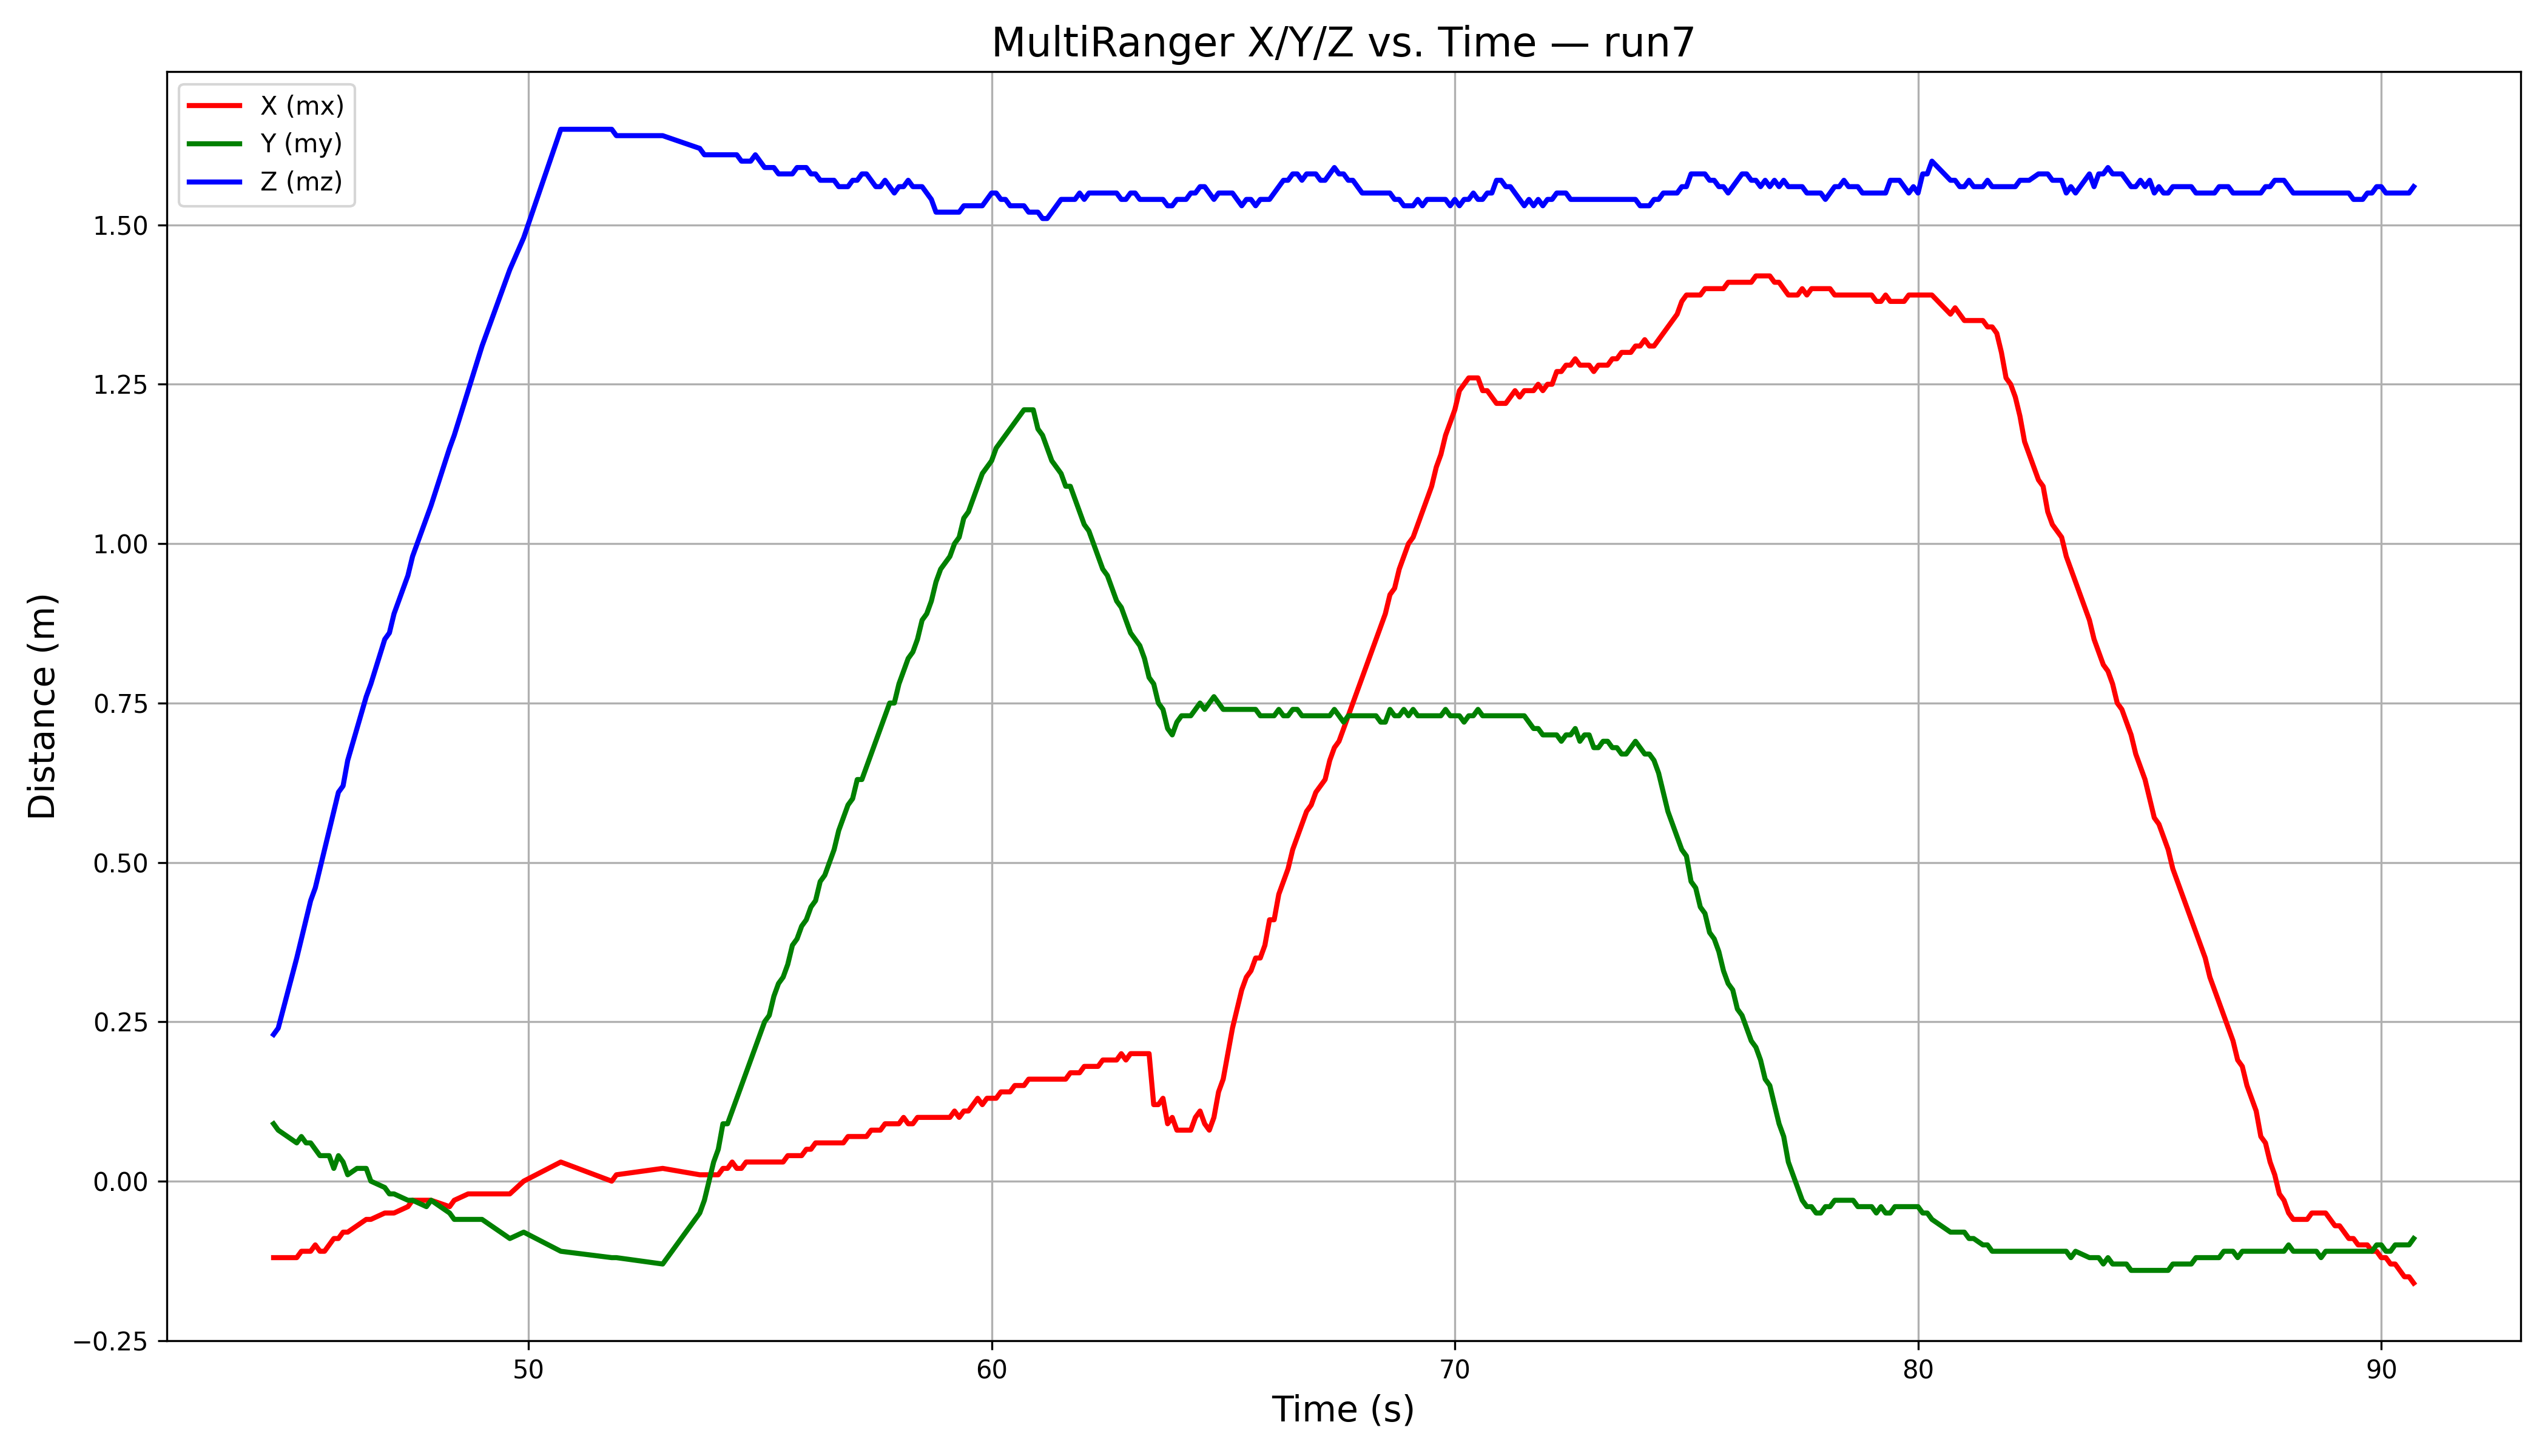 MultiRanger X/Y/Z vs. Time — run7
X (mx)
Y (my)
Z (mz)
Distance (m)
1.50
1.25
1.00
0.75
0.50
0.25
0.00
−0.25
50 60 70 80 90
Time (s)